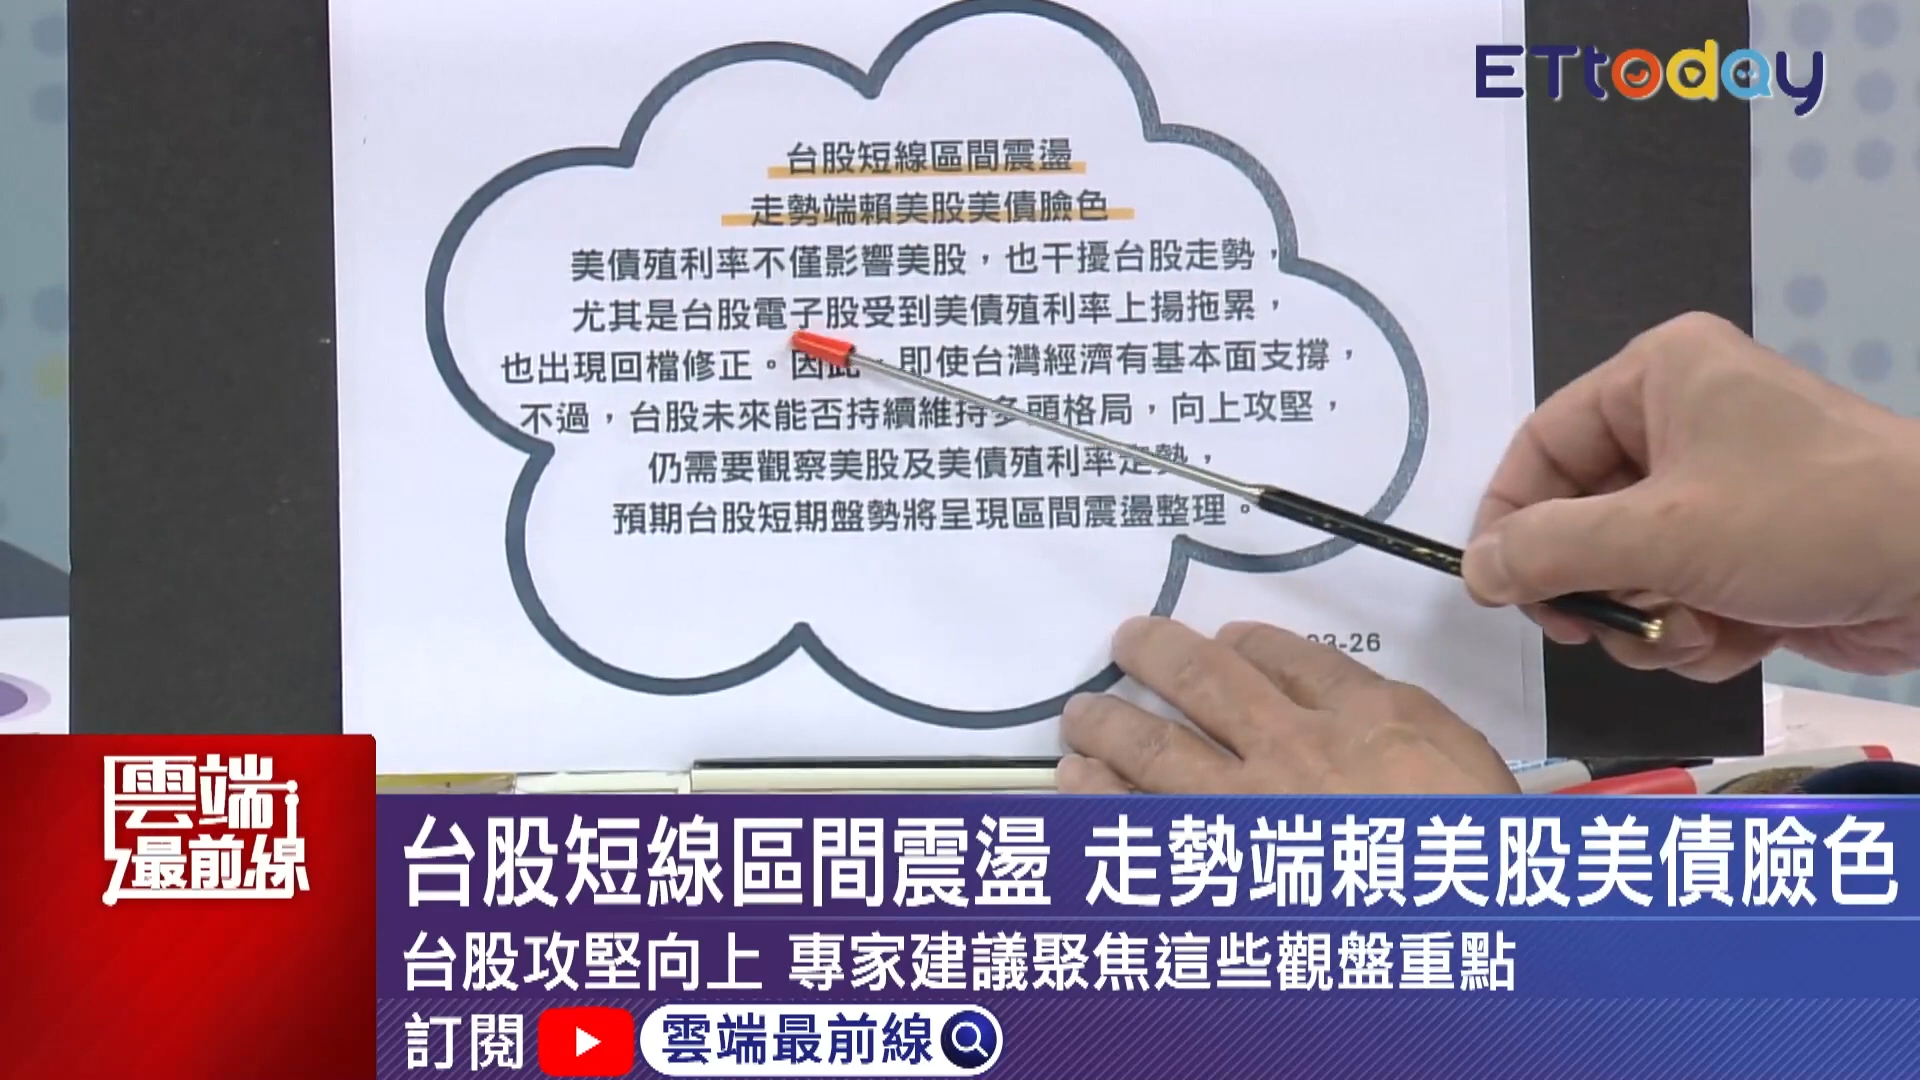 ETtoday
台股短線區間震盪
走勢端賴美股美債臉色
美債殖利率不僅影響美股，也干擾台股走勢，
尤其是台股電子股受到美債殖利率上揚拖累，
也出現回檔修正。因此，即使台灣經濟有基本面支撐，
不過，台股未來能否持續維持多頭格局，向上攻堅，
仍需要觀察美股及美債殖利率走勢，
預期台股短期盤勢將呈現區間震盪整理。
03-26
雲端
最前線
台股短線區間震盪 走勢端賴美股美債臉色
台股攻堅向上 專家建議聚焦這些觀盤重點
訂閱 雲端最前線